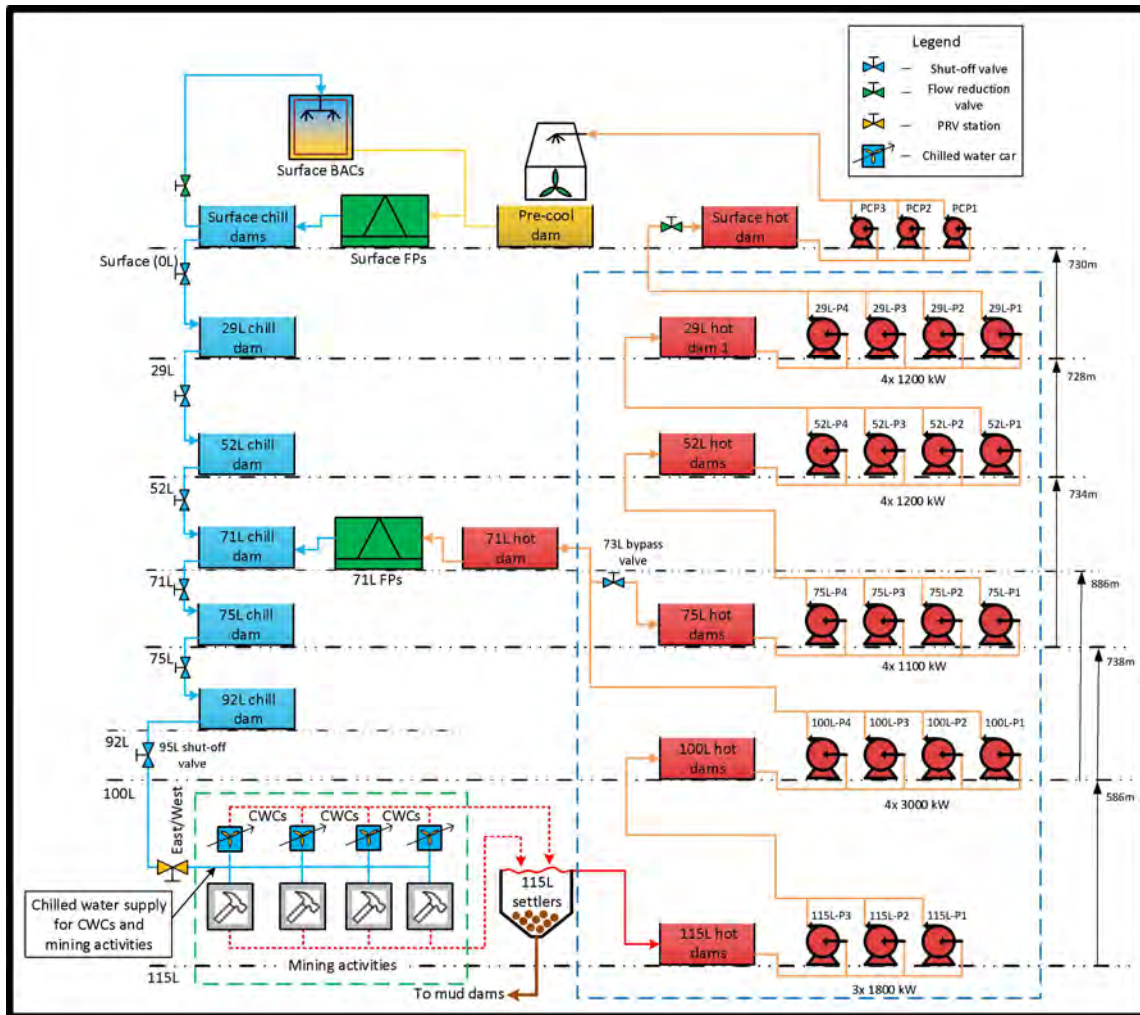 Legend
Shut-off valve
Flow reduction
valve
PRV station
Chilled water car
Surface BACs
Surface chill
dams
Surface FPs
Pre-cool
dam
Surface hot
dam
PCP3
PCP2
PCP1
Surface (0L)
730m
29L chill
dam
29L hot
dam 1
29L-P4
29L-P3
29L-P2
29L-P1
4x 1200 kW
29L
728m
52L chill
dam
52L hot
dams
52L-P4
52L-P3
52L-P2
52L-P1
4x 1200 kW
52L
734m
71L chill
dam
71L FPs
71L hot
dam
73L bypass
valve
71L
886m
75L chill
dam
75L hot
dams
75L-P4
75L-P3
75L-P2
75L-P1
4x 1100 kW
75L
738m
92L chill
dam
92L
95L shut-off
valve
100L hot
dams
100L-P4
100L-P3
100L-P2
100L-P1
4x 3000 kW
100L
586m
East/West
CWCs
CWCs
CWCs
Chilled water supply
for CWCs and
mining activities
115L
settlers
Mining activities
115L
To mud dams
115L hot
dams
115L-P3
115L-P2
115L-P1
3x 1800 kW